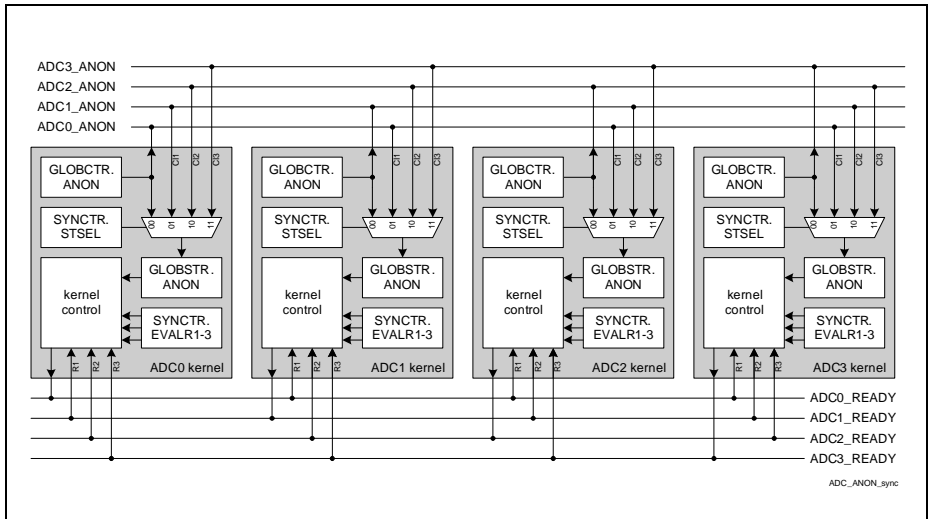 ADC3_ANON
ADC2_ANON
ADC1_ANON
ADC0_ANON
GLOBCTR.
ANON
CI1
CI2
CI3
SYNCTR.
STSEL
00
01
10
11
GLOBSTR.
ANON
kernel
control
SYNCTR.
EVALR1-3
R1
R2
R3
ADC0 kernel
GLOBCTR.
ANON
CI1
CI2
CI3
SYNCTR.
STSEL
00
01
10
11
GLOBSTR.
ANON
kernel
control
SYNCTR.
EVALR1-3
R1
R2
R3
ADC1 kernel
GLOBCTR.
ANON
CI1
CI2
CI3
SYNCTR.
STSEL
00
01
10
11
GLOBSTR.
ANON
kernel
control
SYNCTR.
EVALR1-3
R1
R2
R3
ADC2 kernel
GLOBCTR.
ANON
CI1
CI2
CI3
SYNCTR.
STSEL
00
01
10
11
GLOBSTR.
ANON
kernel
control
SYNCTR.
EVALR1-3
R1
R2
R3
ADC3 kernel
ADC0_READY
ADC1_READY
ADC2_READY
ADC3_READY
ADC_ANON_sync